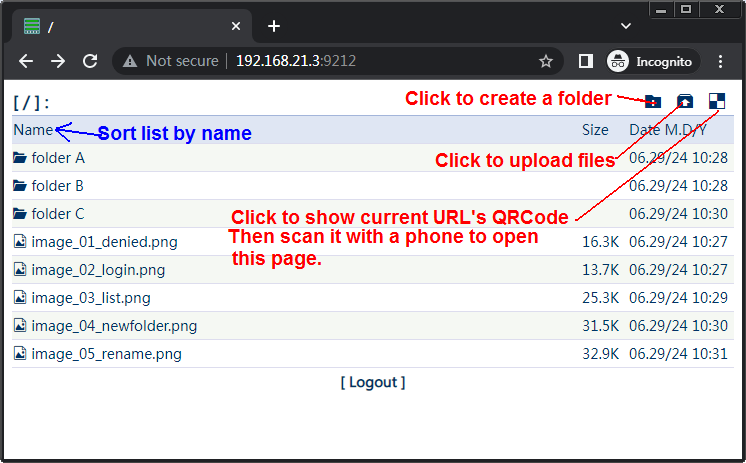 /
Not secure 192.168.21.3:9212
Incognito
[ / ] :
Click to create a folder
Name
Sort list by name
Size Date M.D/Y
folder A 06.29/24 10:28
Click to upload files
folder B 06.29/24 10:28
folder C 06.29/24 10:30
Click to show current URL's QRCode
Then scan it with a phone to open
this page.
image_01_denied.png 16.3K 06.29/24 10:27
image_02_login.png 13.7K 06.29/24 10:27
image_03_list.png 25.3K 06.29/24 10:29
image_04_newfolder.png 31.5K 06.29/24 10:30
image_05_rename.png 32.9K 06.29/24 10:31
[ Logout ]